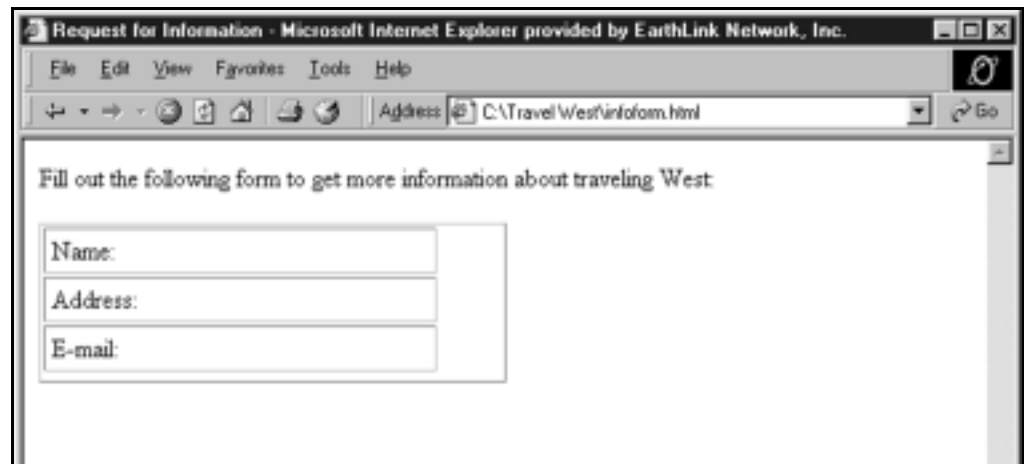 Request for Information - Microsoft Internet Explorer provided by EarthLink Network, Inc.
File Edit View Favorites Tools Help
Address C:\Travel West\infoform.html Go
Fill out the following form to get more information about traveling West:
Name:
Address:
E-mail: